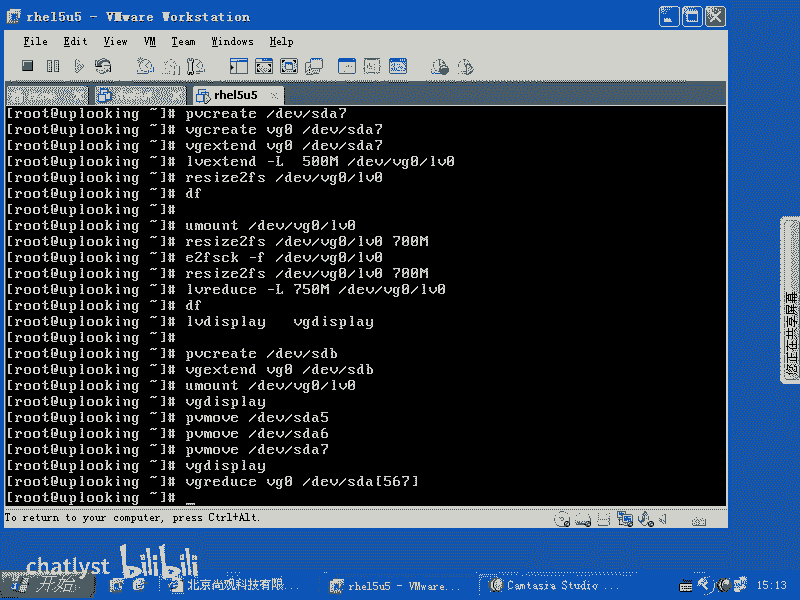 rhel5u5 - VMware Workstation
File Edit View VM Team Windows Help
rhel5u5
[root@uplooking ~]# pvcreate /dev/sda7
[root@uplooking ~]# vgcreate vg0 /dev/sda7
[root@uplooking ~]# vgextend vg0 /dev/sda7
[root@uplooking ~]# lvextend -L  500M /dev/vg0/lv0
[root@uplooking ~]# resize2fs /dev/vg0/lv0
[root@uplooking ~]# df
[root@uplooking ~]#
[root@uplooking ~]# umount /dev/vg0/lv0
[root@uplooking ~]# resize2fs /dev/vg0/lv0 700M
[root@uplooking ~]# e2fsck -f /dev/vg0/lv0
[root@uplooking ~]# resize2fs /dev/vg0/lv0 700M
[root@uplooking ~]# lvreduce -L 750M /dev/vg0/lv0
[root@uplooking ~]# df
[root@uplooking ~]# lvdisplay   vgdisplay
[root@uplooking ~]#
[root@uplooking ~]# pvcreate /dev/sdb
[root@uplooking ~]# vgextend vg0 /dev/sdb
[root@uplooking ~]# umount /dev/vg0/lv0
[root@uplooking ~]# vgdisplay
[root@uplooking ~]# pvmove /dev/sda5
[root@uplooking ~]# pvmove /dev/sda6
[root@uplooking ~]# pvmove /dev/sda7
[root@uplooking ~]# vgdisplay
[root@uplooking ~]# vgreduce vg0 /dev/sda[567]
[root@uplooking ~]# _
To return to your computer, press Ctrl+Alt.
您正在共享屏幕
chatlyst bilibili
开始 北京尚观科技有限... rhel5u5 - VMware... Camtasia Studio ... 15:13